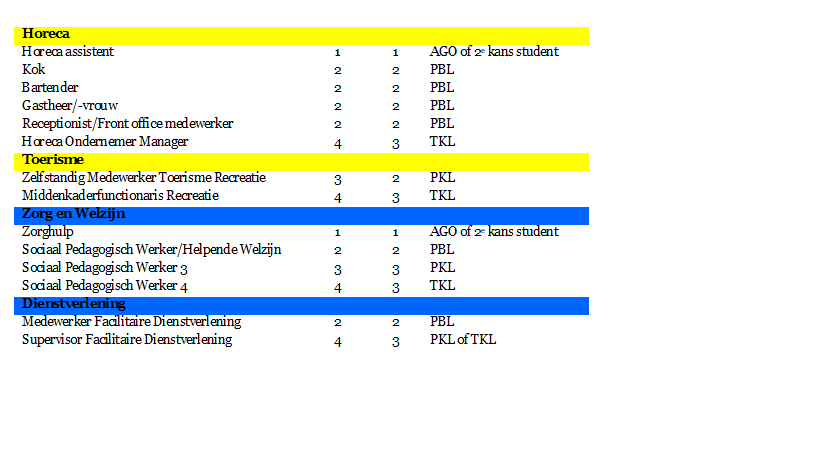 Horeca
Horeca assistent 1 1 AGO of 2e kans student
Kok 2 2 PBL
Bartender 2 2 PBL
Gastheer/-vrouw 2 2 PBL
Receptionist/Front office medewerker 2 2 PBL
Horeca Ondernemer Manager 4 3 TKL
Toerisme
Zelfstandig Medewerker Toerisme Recreatie 3 2 PKL
Middenkaderfunctionaris Recreatie 4 3 TKL
Zorg en Welzijn
Zorghulp 1 1 AGO of 2e kans student
Sociaal Pedagogisch Werker/Helpende Welzijn 2 2 PBL
Sociaal Pedagogisch Werker 3 3 3 PKL
Sociaal Pedagogisch Werker 4 4 3 TKL
Dienstverlening
Medewerker Facilitaire Dienstverlening 2 2 PBL
Supervisor Facilitaire Dienstverlening 4 3 PKL of TKL